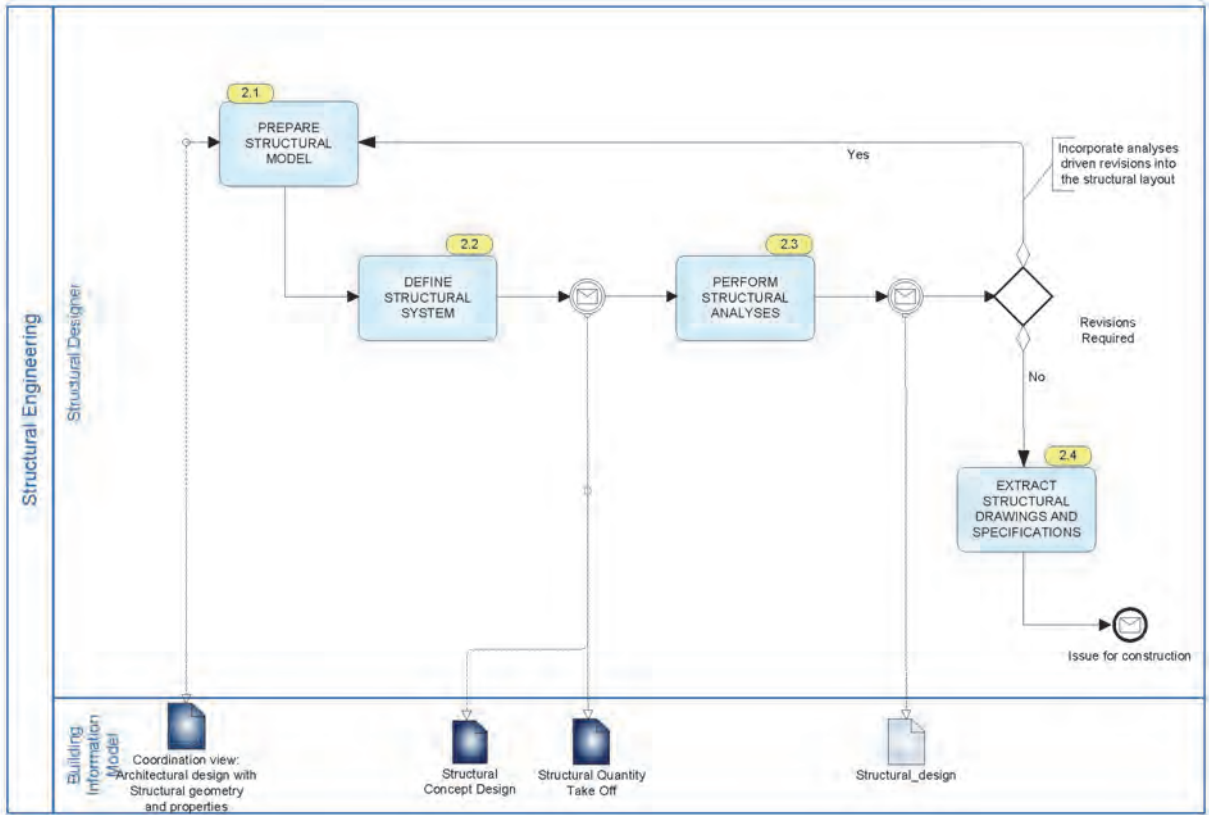 Structural Engineering
Structural Designer
2.1
PREPARE
STRUCTURAL
MODEL
Yes
Incorporate analyses
driven revisions into
the structural layout
2.2
DEFINE
STRUCTURAL
SYSTEM
2.3
PERFORM
STRUCTURAL
ANALYSES
Revisions
Required
No
2.4
EXTRACT
STRUCTURAL
DRAWINGS AND
SPECIFICATIONS
Issue for construction
Building
Information
Model
Coordination view:
Architectural design with
Structural geometry
and properties
Structural
Concept Design
Structural Quantity
Take Off
Structural_design